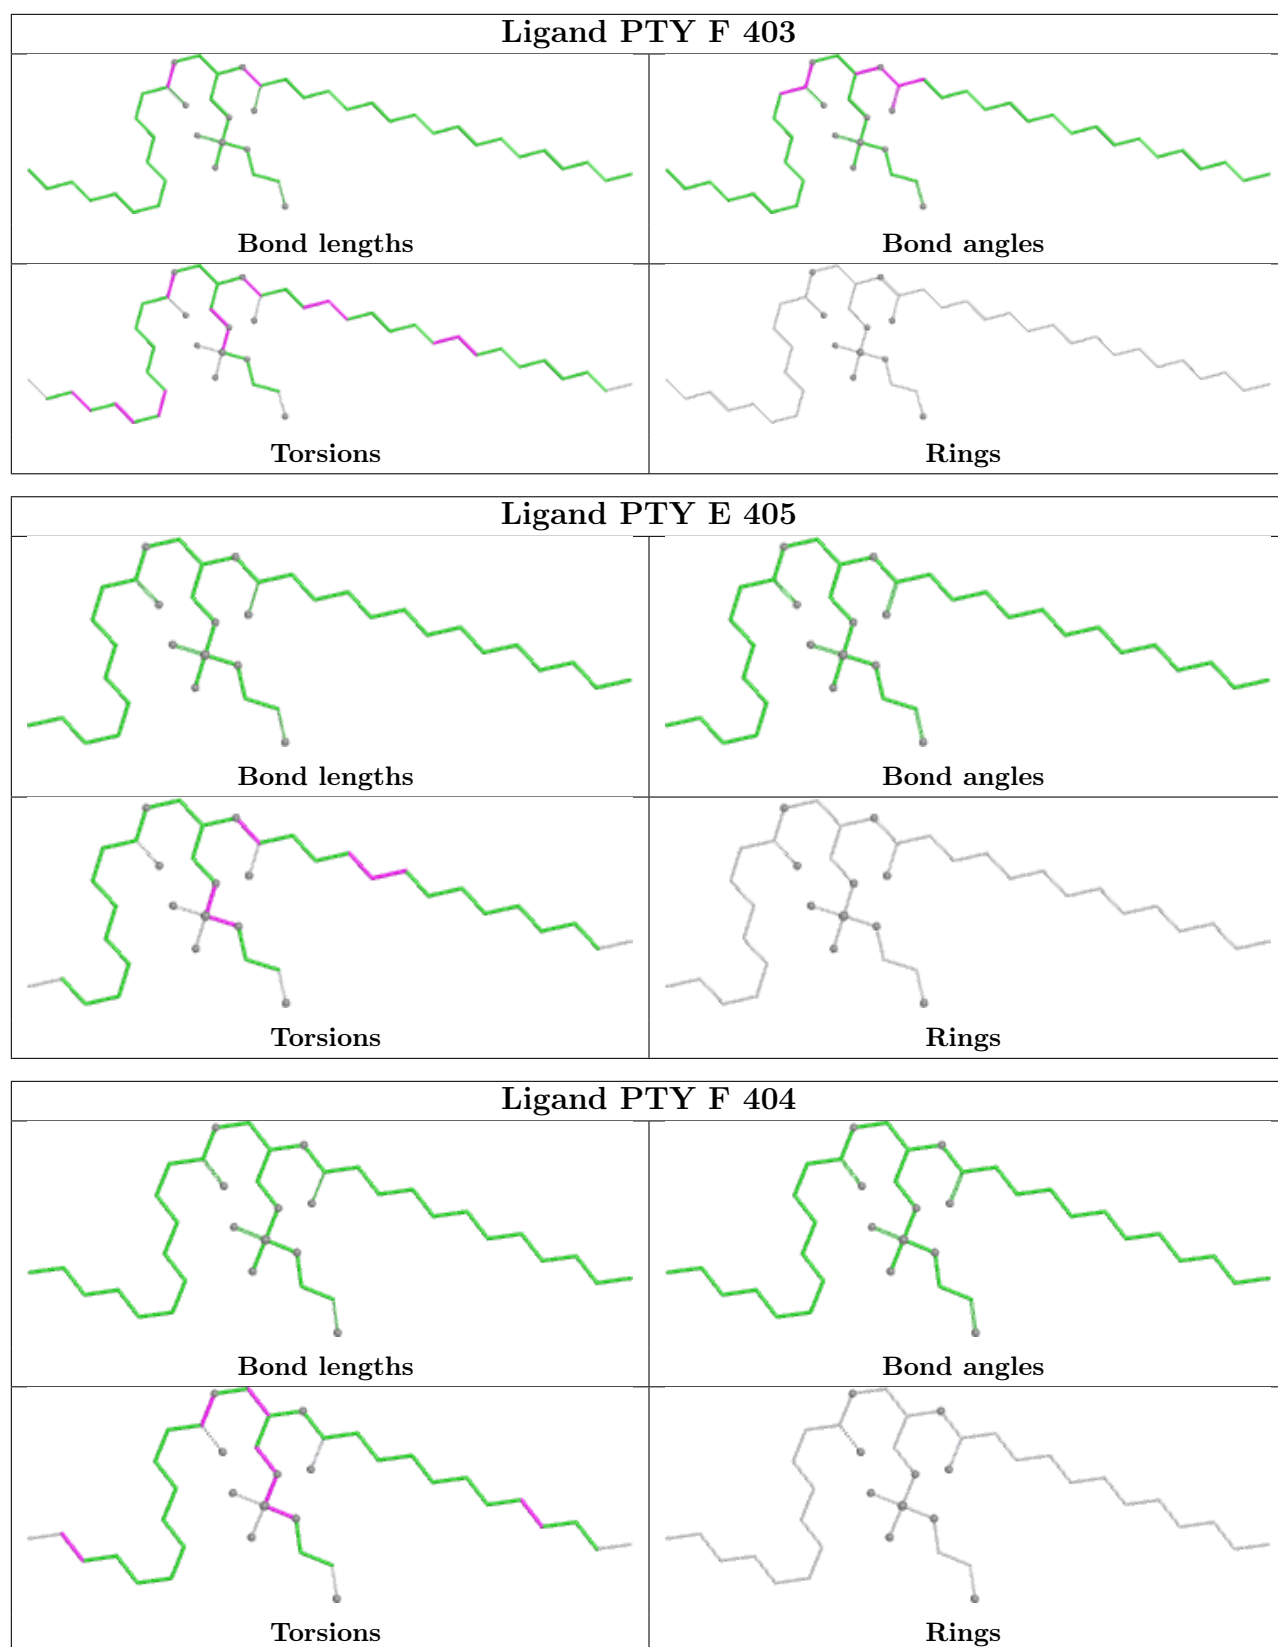 Ligand PTY F 403
Bond lengths
Bond angles
Torsions
Rings
Ligand PTY E 405
Bond lengths
Bond angles
Torsions
Rings
Ligand PTY F 404
Bond lengths
Bond angles
Torsions
Rings